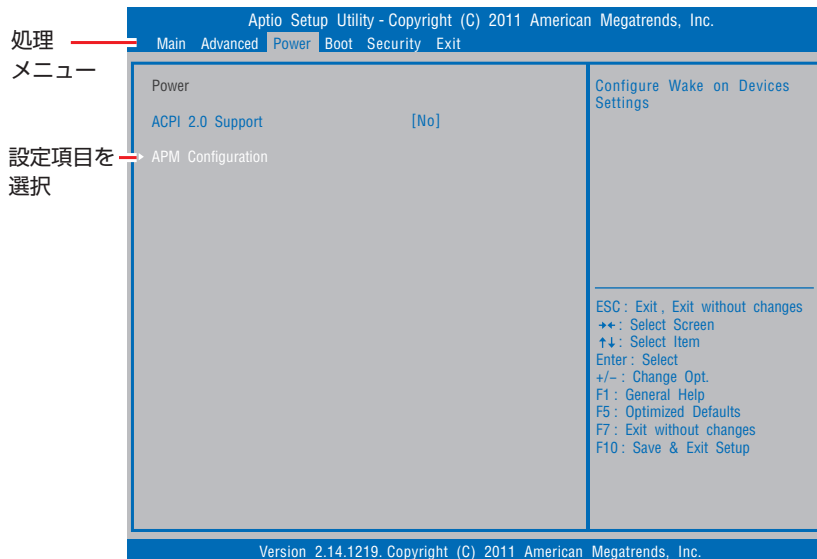 Aptio Setup Utility - Copyright (C) 2011 American Megatrends, Inc.
処理
メニュー
Main Advanced Power Boot Security Exit
Power
ACPI 2.0 Support [No]
設定項目を
選択
APM Configuration
Configure Wake on Devices
Settings
ESC : Exit , Exit without changes
→← : Select Screen
↑↓ : Select Item
Enter : Select
+/− : Change Opt.
F1 : General Help
F5 : Optimized Defaults
F7 : Exit without changes
F10 : Save & Exit Setup
Version 2.14.1219. Copyright (C) 2011 American Megatrends, Inc.